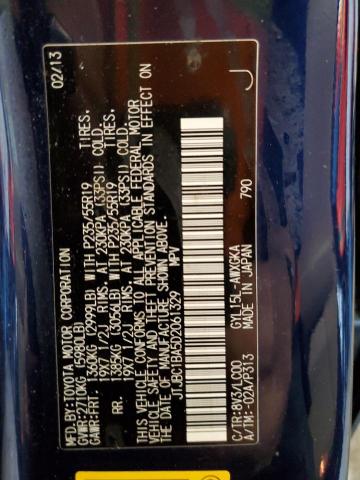 MFD.BY:TOYOTA MOTOR CORPORATION 02/13
GVWR:2710KG (5980LB)
GAWR:FRT. 1360KG (2999LB) WITH P235/55R19 TIRES.
19X7 1/2J RIMS. AT 230KPA (33PSI) COLD.
RR. 1385KG (3056LB) WITH P235/55R19 TIRES.
19X7 1/2J RIMS. AT 230KPA (33PSI) COLD.
THIS VEHICLE CONFORMS TO ALL APPLICABLE FEDERAL MOTOR
VEHICLE SAFETY AND THEFT PREVENTION STANDARDS IN EFFECT ON
THE DATE OF MANUFACTURE SHOWN ABOVE.
JTJBC1BA5D2061329 MPV
J
C/TR:8V3/LC00 GYL15L-AWXGKA
A/TM:-02A/P313 MADE IN JAPAN 790